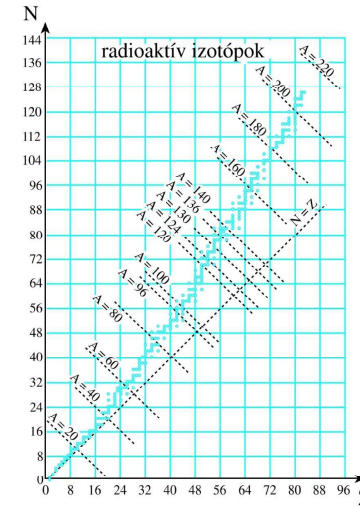 N
144
radioaktív izotópok
136
128
120
112
104
96
88
80
72
64
56
48
40
32
24
16
8
0
A = 220
A = 200
A = 180
A = 160
A = 140
A = 136
A = 130
A = 124
A = 120
A = 100
A = 96
A = 80
A = 60
A = 40
A = 20
N = Z
0 8 16 24 32 40 48 56 64 72 80 88 96